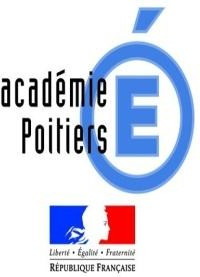 académie
Poitiers
É
Liberté • Égalité • Fraternité
RÉPUBLIQUE FRANÇAISE